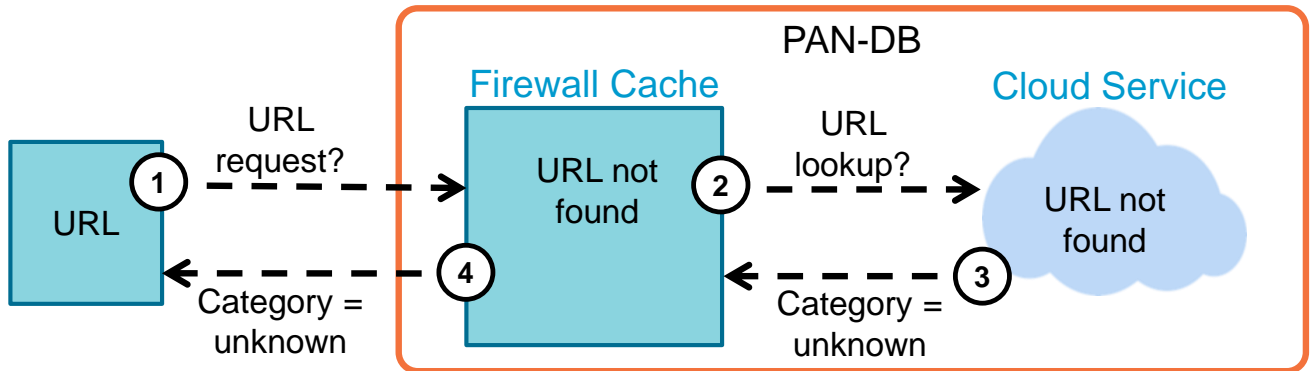 PAN-DB
Firewall Cache
Cloud Service
URL
request?
URL
lookup?
1
2
URL not
found
URL not
found
URL
4
3
Category =
unknown
Category =
unknown